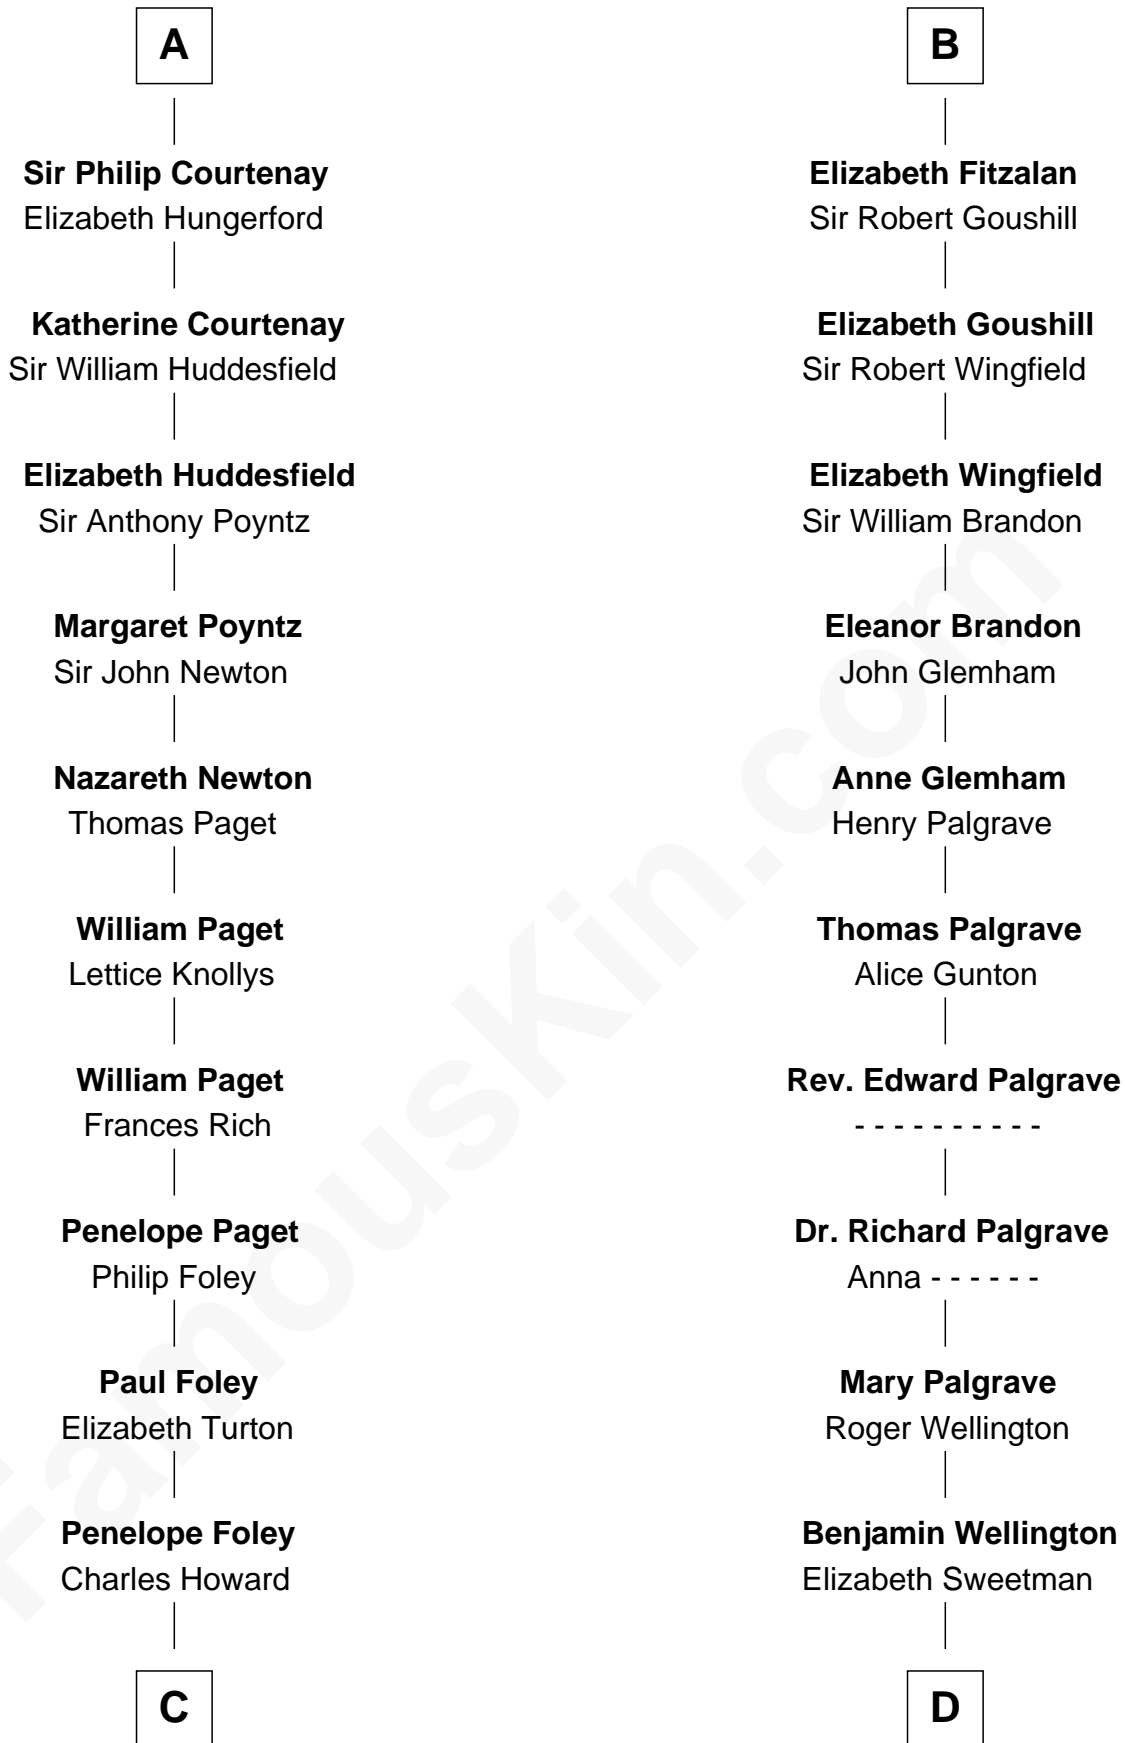 A
Sir Philip Courtenay
Elizabeth Hungerford
Katherine Courtenay
Sir William Huddesfield
Elizabeth Huddesfield
Sir Anthony Poyntz
Margaret Poyntz
Sir John Newton
Nazareth Newton
Thomas Paget
William Paget
Lettice Knollys
William Paget
Frances Rich
Penelope Paget
Philip Foley
Paul Foley
Elizabeth Turton
Penelope Foley
Charles Howard
C
B
Elizabeth Fitzalan
Sir Robert Goushill
Elizabeth Goushill
Sir Robert Wingfield
Elizabeth Wingfield
Sir William Brandon
Eleanor Brandon
John Glemham
Anne Glemham
Henry Palgrave
Thomas Palgrave
Alice Gunton
Rev. Edward Palgrave
- - - - - - - - - -
Dr. Richard Palgrave
Anna - - - - - -
Mary Palgrave
Roger Wellington
Benjamin Wellington
Elizabeth Sweetman
D
FamousKin.com